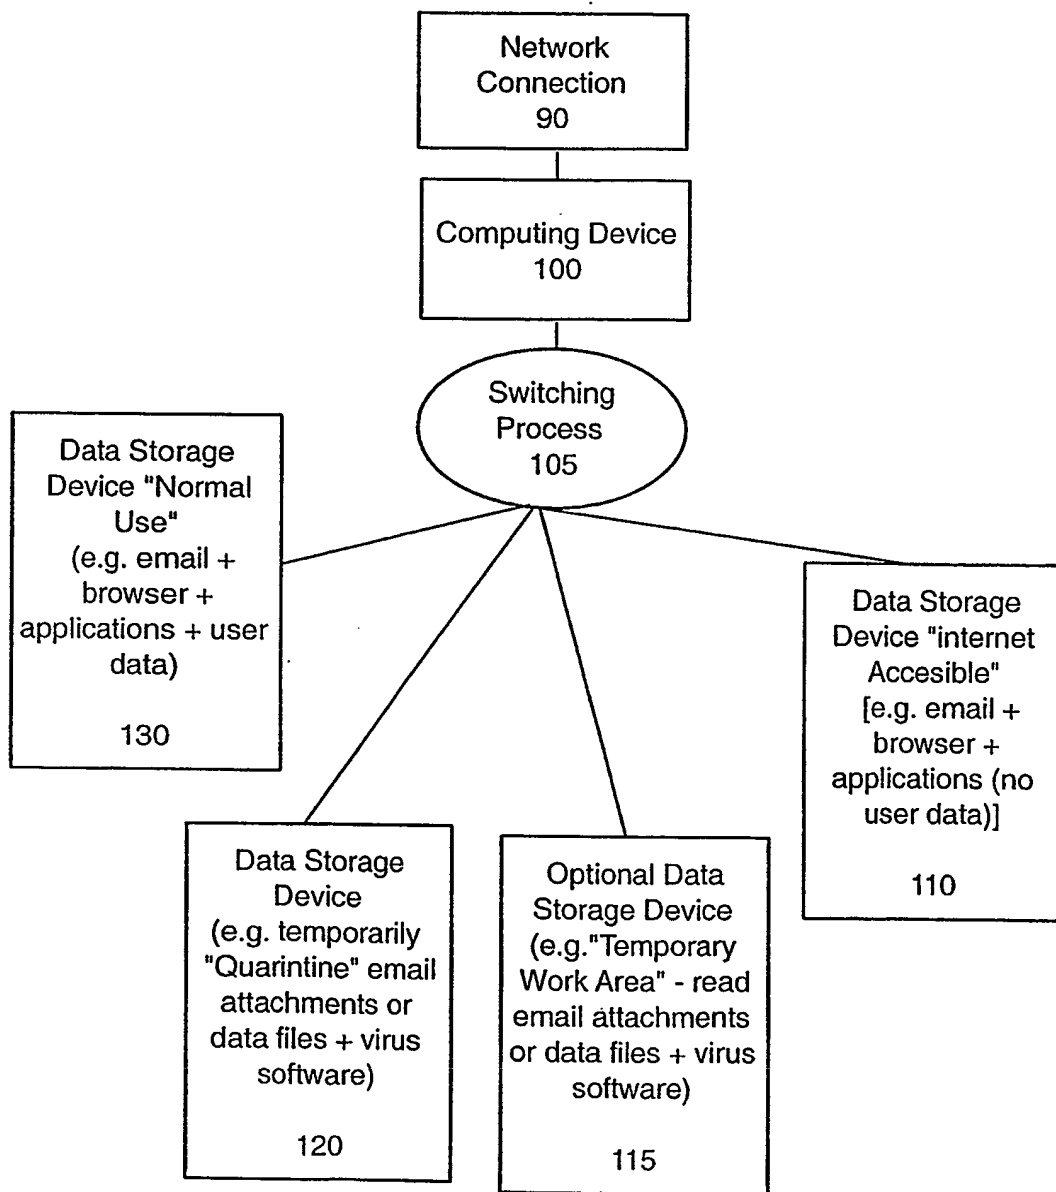 Network
Connection
90
Computing Device
100
Switching
Process
105
Data Storage
Device "Normal
Use"
(e.g. email +
browser +
applications + user
data)
130
Data Storage
Device
(e.g. temporarily
"Quarintine" email
attachments or
data files + virus
software)
120
Optional Data
Storage Device
(e.g."Temporary
Work Area" - read
email attachments
or data files + virus
software)
115
Data Storage
Device "internet
Accesible"
[e.g. email +
browser +
applications (no
user data)]
110